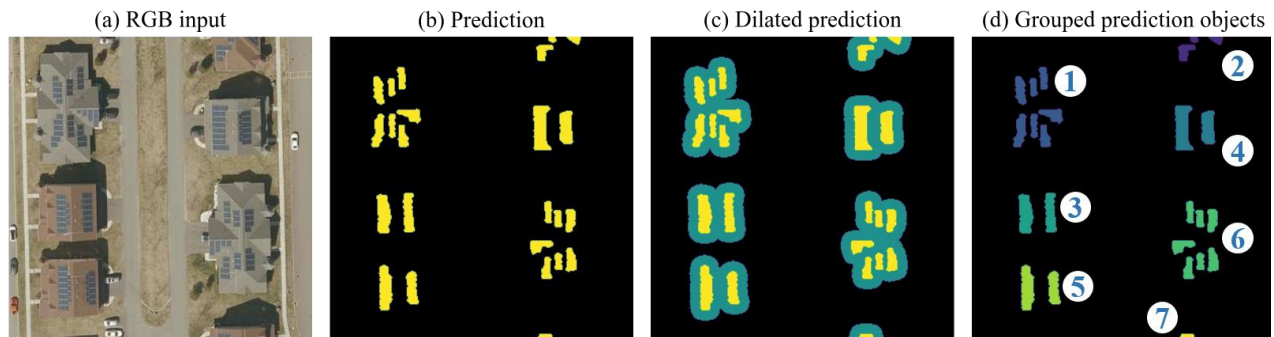 (a) RGB input
(b) Prediction
(c) Dilated prediction
(d) Grouped prediction objects
1
2
4
3
6
5
7